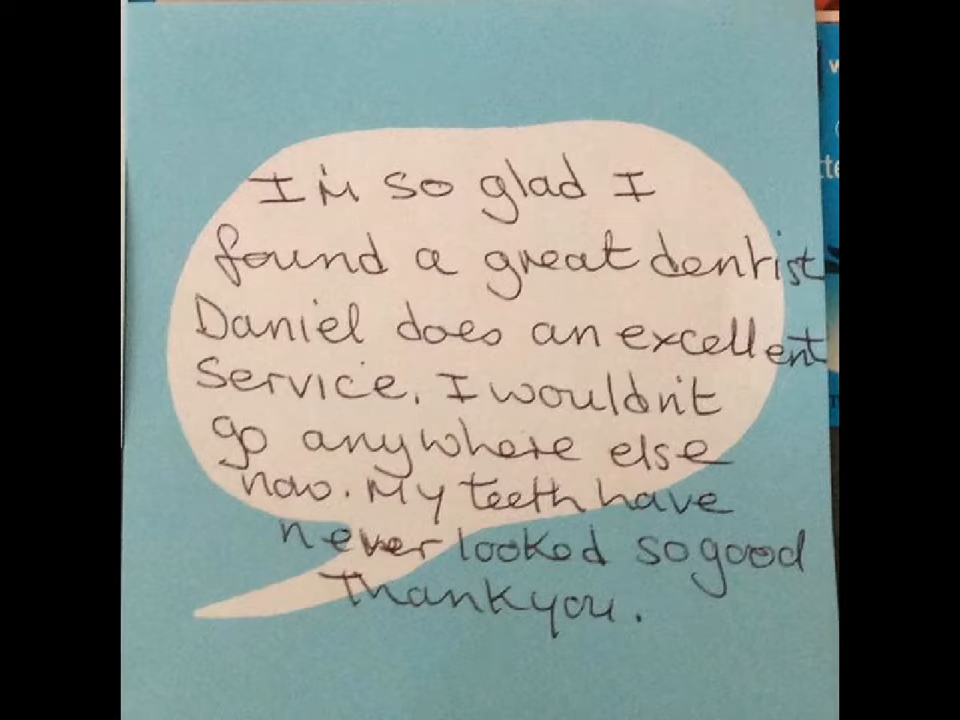 I'm so glad I
found a great dentist
Daniel does an excellent
Service. I wouldn't
go anywhere else
now. My teeth have
never looked so good
Thankyou.